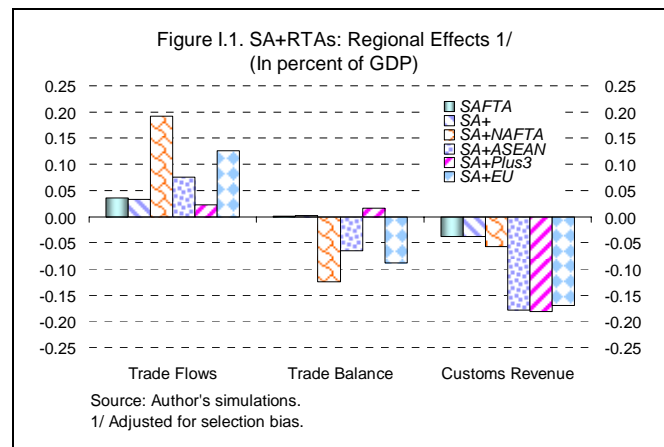 Figure I.1. SA+RTAs: Regional Effects 1/
(In percent of GDP)
0.25 0.25
0.20 0.20
0.15 0.15
0.10 0.10
0.05 0.05
0.00 0.00
-0.05 -0.05
-0.10 -0.10
-0.15 -0.15
-0.20 -0.20
-0.25 -0.25
SAFTA
SA+
SA+NAFTA
SA+ASEAN
SA+Plus3
SA+EU
Trade Flows Trade Balance Customs Revenue
Source: Author's simulations.
1/ Adjusted for selection bias.